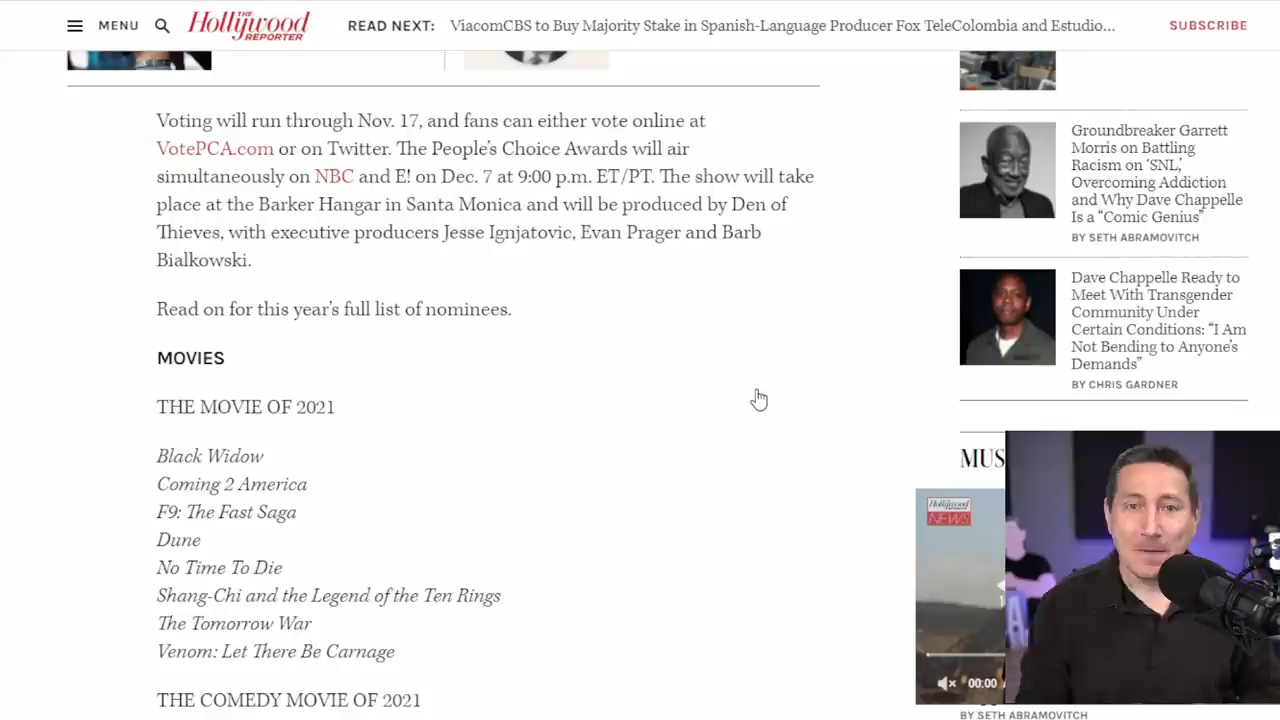 MENU
The Hollywood REPORTER
READ NEXT: ViacomCBS to Buy Majority Stake in Spanish-Language Producer Fox TeleColombia and Estudio...
SUBSCRIBE
Voting will run through Nov. 17, and fans can either vote online at
VotePCA.com or on Twitter. The People's Choice Awards will air
simultaneously on NBC and E! on Dec. 7 at 9:00 p.m. ET/PT. The show will take
place at the Barker Hangar in Santa Monica and will be produced by Den of
Thieves, with executive producers Jesse Ignjatovic, Evan Prager and Barb
Bialkowski.
Read on for this year's full list of nominees.
MOVIES
THE MOVIE OF 2021
Black Widow
Coming 2 America
F9: The Fast Saga
Dune
No Time To Die
Shang-Chi and the Legend of the Ten Rings
The Tomorrow War
Venom: Let There Be Carnage
THE COMEDY MOVIE OF 2021
Groundbreaker Garrett
Morris on Battling
Racism on ‘SNL,’
Overcoming Addiction
and Why Dave Chappelle
Is a “Comic Genius”
BY SETH ABRAMOVITCH
Dave Chappelle Ready to
Meet With Transgender
Community Under
Certain Conditions: “I Am
Not Bending to Anyone’s
Demands”
BY CHRIS GARDNER
MUS
Hollywood
NEWS
00:00
BY SETH ABRAMOVITCH